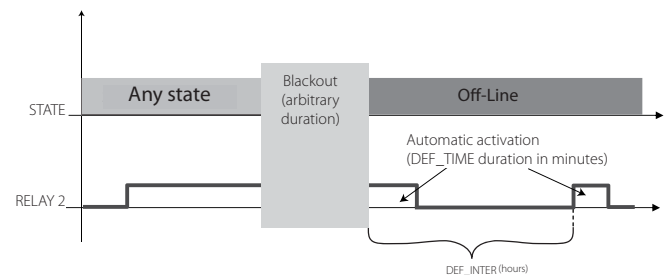 Any state
Blackout
(arbitrary
duration)
Off-Line
STATE
Automatic activation
(DEF_TIME duration in minutes)
RELAY 2
DEF_INTER (hours)